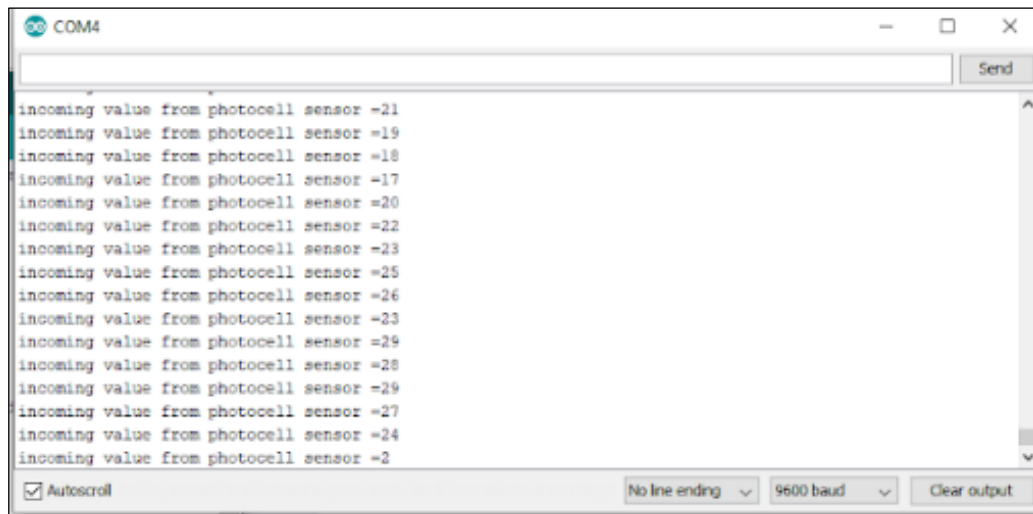 COM4
Send
incoming value from photocell sensor =21
incoming value from photocell sensor =19
incoming value from photocell sensor =18
incoming value from photocell sensor =17
incoming value from photocell sensor =20
incoming value from photocell sensor =22
incoming value from photocell sensor =23
incoming value from photocell sensor =25
incoming value from photocell sensor =26
incoming value from photocell sensor =23
incoming value from photocell sensor =29
incoming value from photocell sensor =28
incoming value from photocell sensor =29
incoming value from photocell sensor =27
incoming value from photocell sensor =24
incoming value from photocell sensor =2
Autoscroll No line ending 9600 baud Clear output